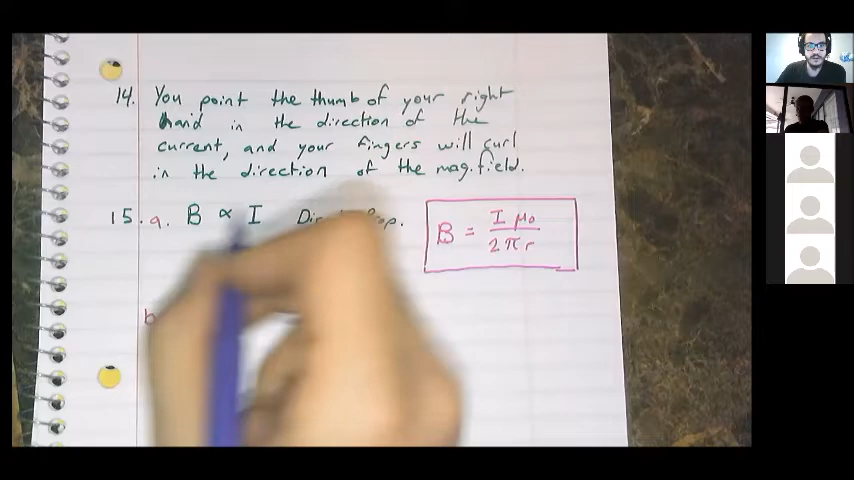 14. You point the thumb of your right
hand in the direction of the
current, and your fingers will curl
in the direction of the mag. field.
15. a. B ∝ I
B = I μ₀ / 2πr
b